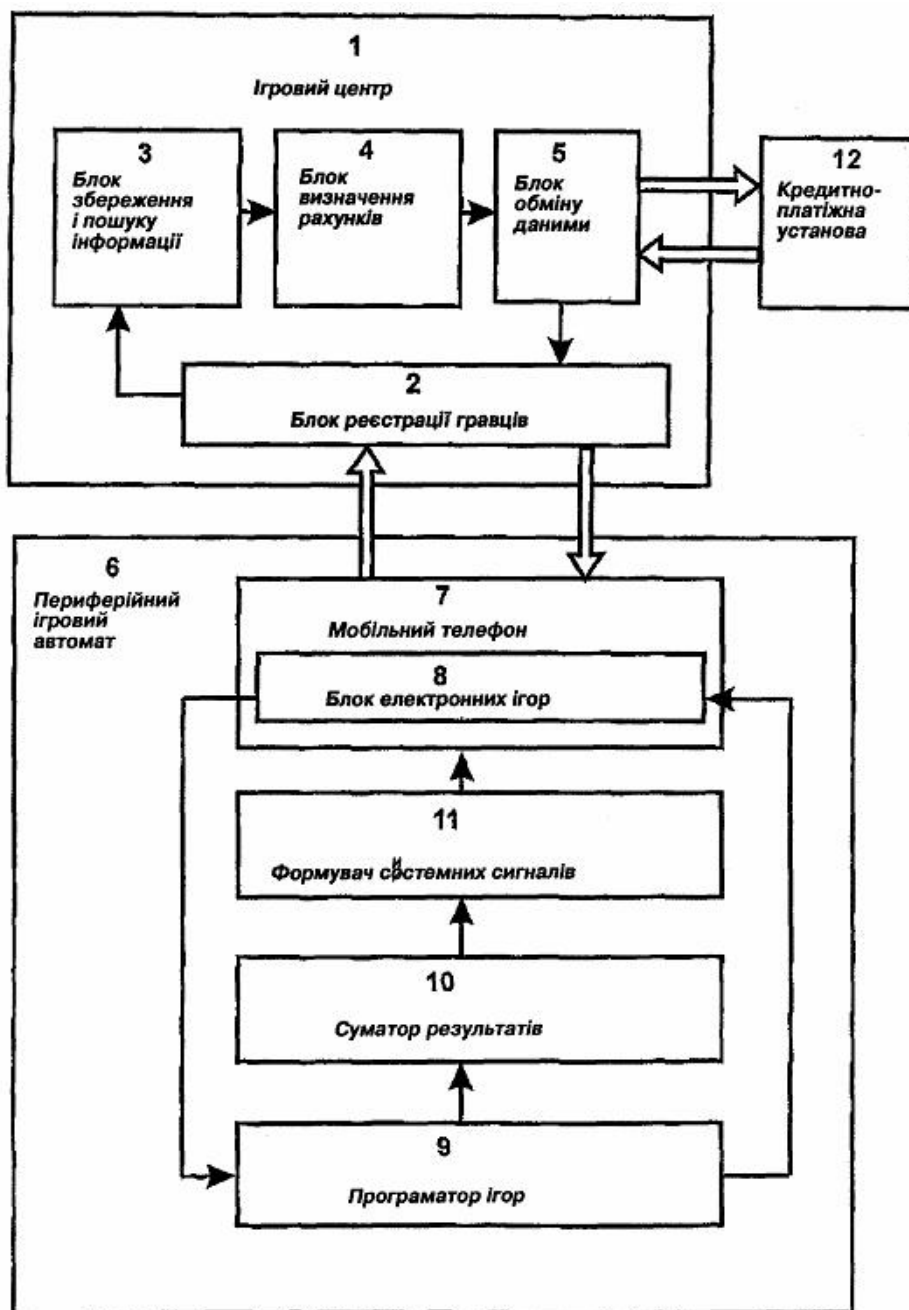 1
Ігровий центр
3
Блок
збереження
і пошуку
інформації
4
Блок
визначення
рахунків
5
Блок
обміну
даними
12
Кредитно-
платіжна
установа
2
Блок реєстрації гравців
6
Периферійний
ігровий
автомат
7
Мобільний телефон
8
Блок електронних ігор
11
Формувач системних сигналів
10
Суматор результатів
9
Програматор ігор